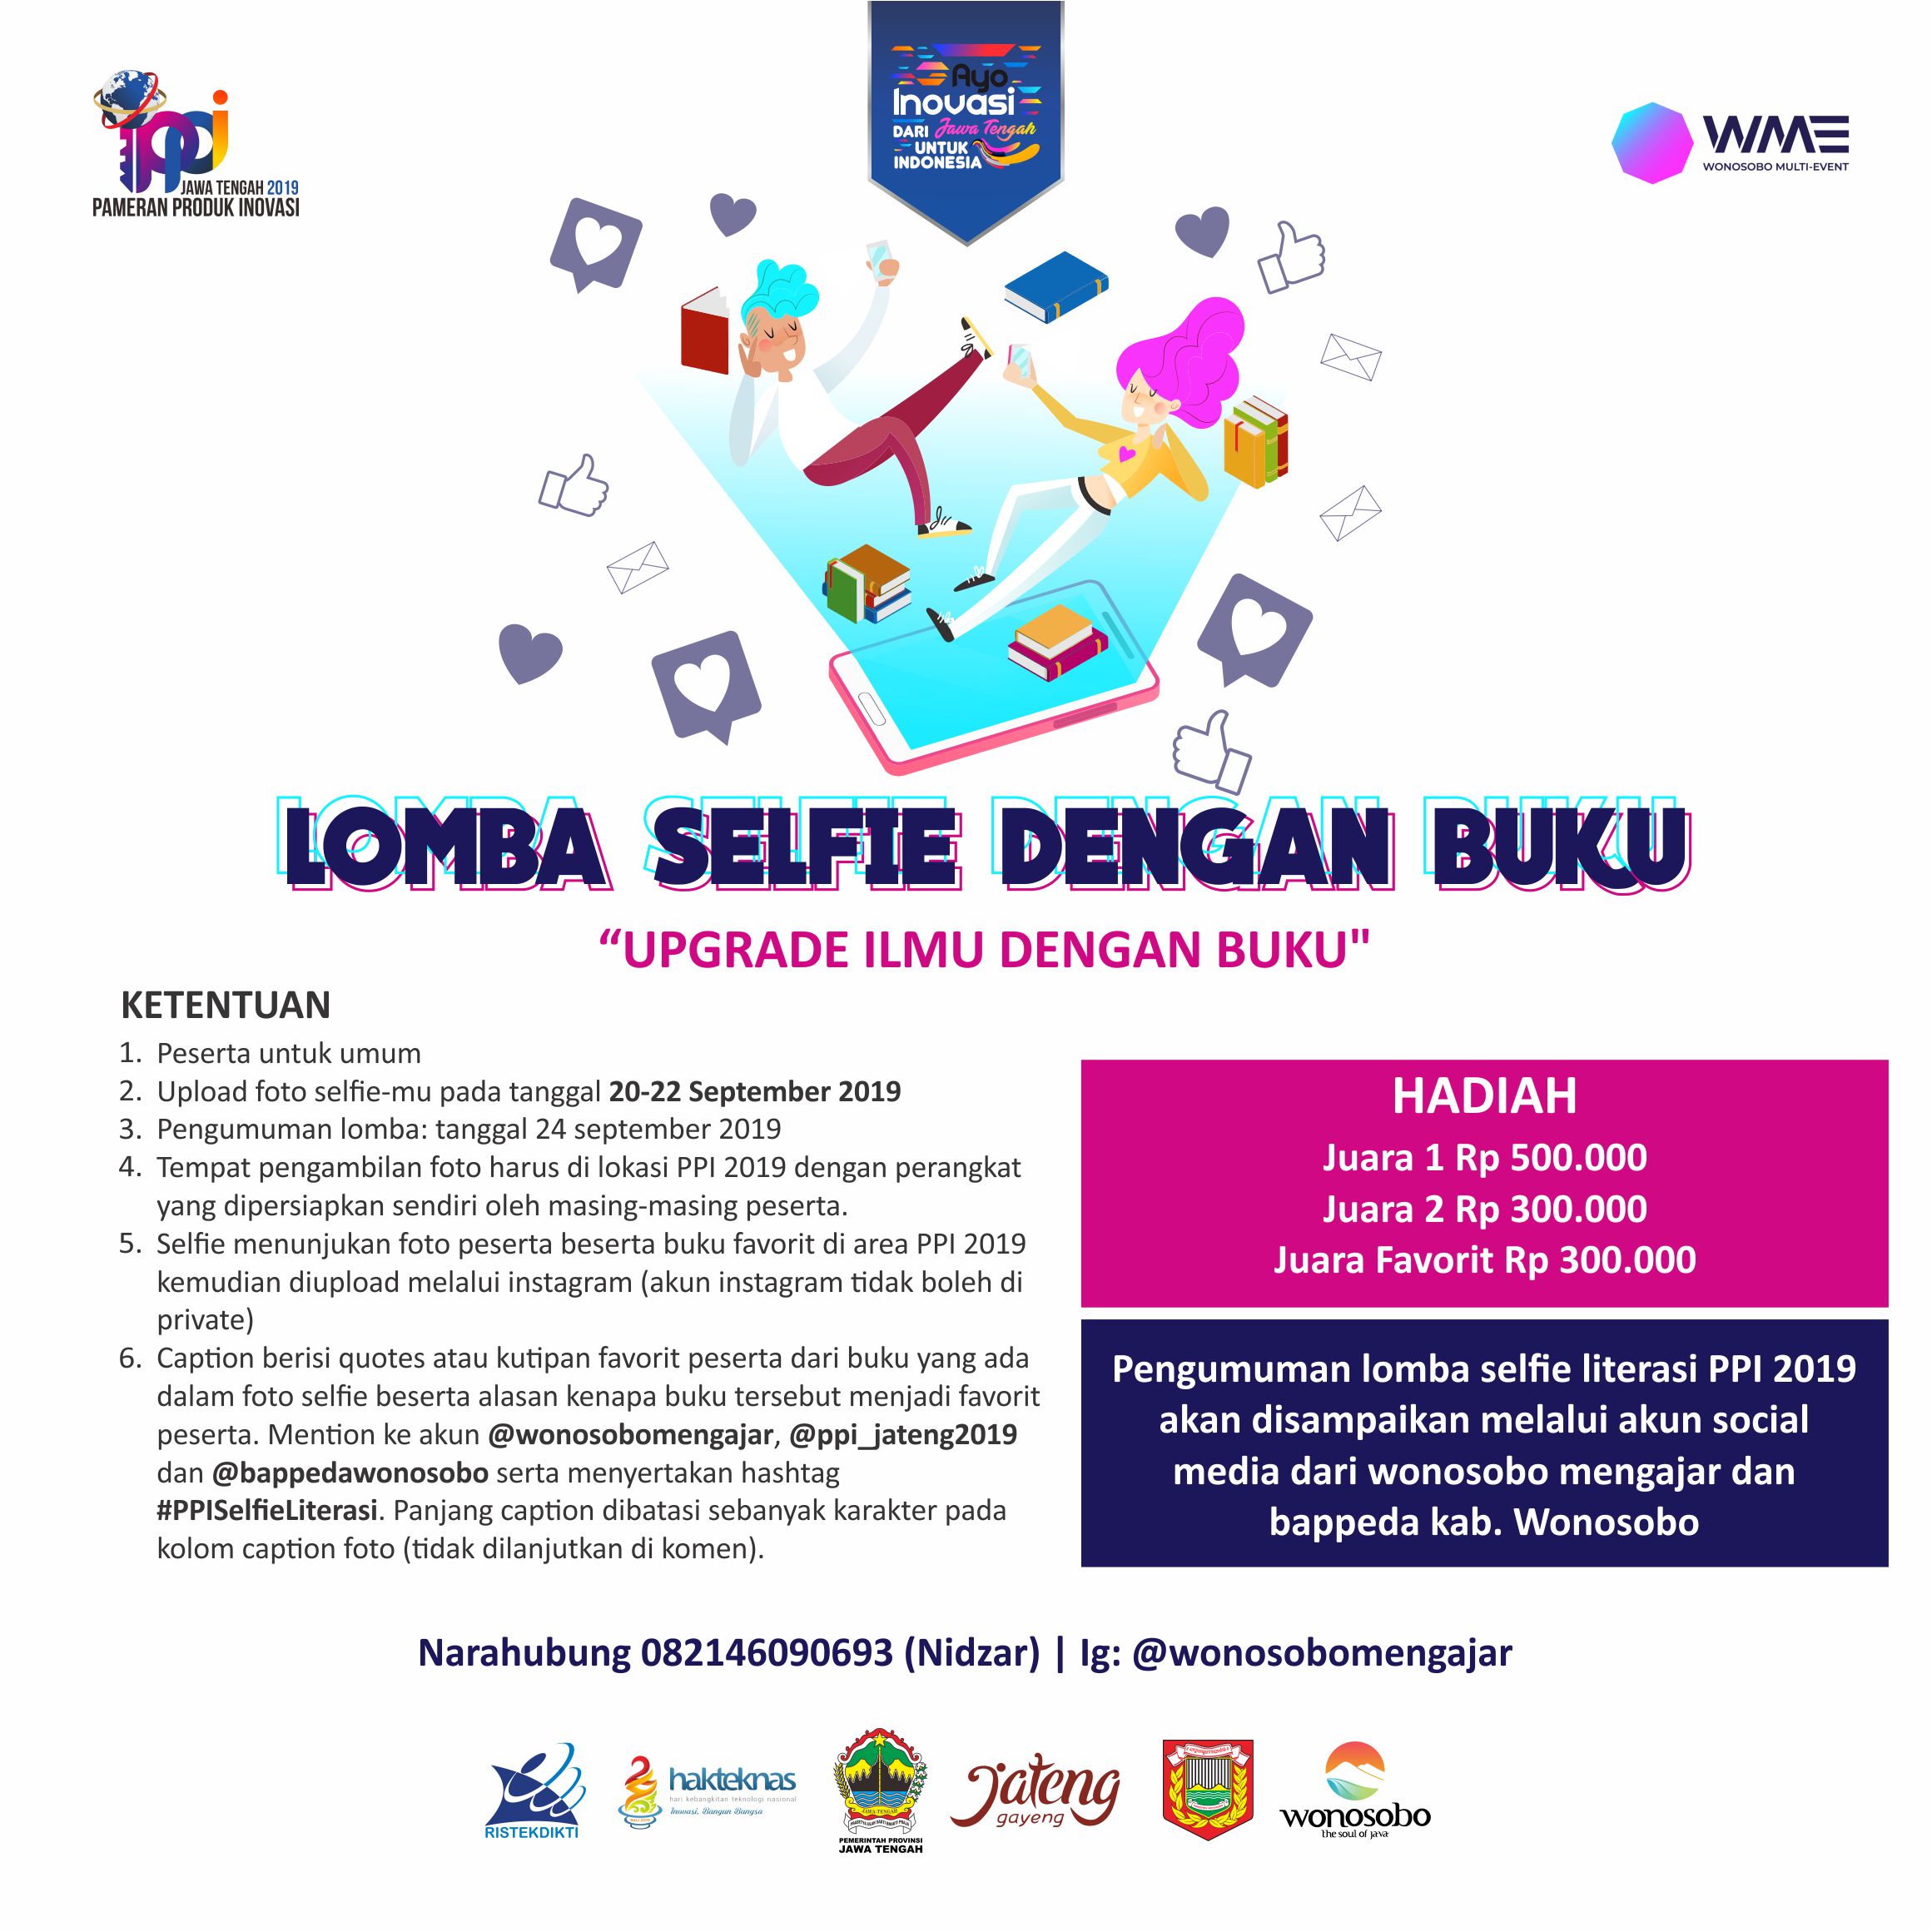 ppi
JAWA TENGAH 2019
PAMERAN PRODUK INOVASI
Ayo
Inovasi
DARI Jawa Tengah
UNTUK
INDONESIA
WME
WONOSOBO MULTI-EVENT
LOMBA SELFIE DENGAN BUKU
“UPGRADE ILMU DENGAN BUKU"
KETENTUAN
1. Peserta untuk umum
2. Upload foto selfie-mu pada tanggal 20-22 September 2019
3. Pengumuman lomba: tanggal 24 september 2019
4. Tempat pengambilan foto harus di lokasi PPI 2019 dengan perangkat
yang dipersiapkan sendiri oleh masing-masing peserta.
5. Selfie menunjukan foto peserta beserta buku favorit di area PPI 2019
kemudian diupload melalui instagram (akun instagram tidak boleh di
private)
6. Caption berisi quotes atau kutipan favorit peserta dari buku yang ada
dalam foto selfie beserta alasan kenapa buku tersebut menjadi favorit
peserta. Mention ke akun @wonosobomengajar, @ppi_jateng2019
dan @bappedawonosobo serta menyertakan hashtag
#PPISelfieLiterasi. Panjang caption dibatasi sebanyak karakter pada
kolom caption foto (tidak dilanjutkan di komen).
HADIAH
Juara 1 Rp 500.000
Juara 2 Rp 300.000
Juara Favorit Rp 300.000
Pengumuman lomba selfie literasi PPI 2019
akan disampaikan melalui akun social
media dari wonosobo mengajar dan
bappeda kab. Wonosobo
Narahubung 082146090693 (Nidzar) | Ig: @wonosobomengajar
RISTEKDIKTI
hakteknas
hari kebangkitan teknologi nasional
Inovasi, Bangun Bangsa
JAWA-TENGAH
PEMERINTAH PROVINSI
JAWA TENGAH
jateng
gayeng
wonosobo
the soul of java